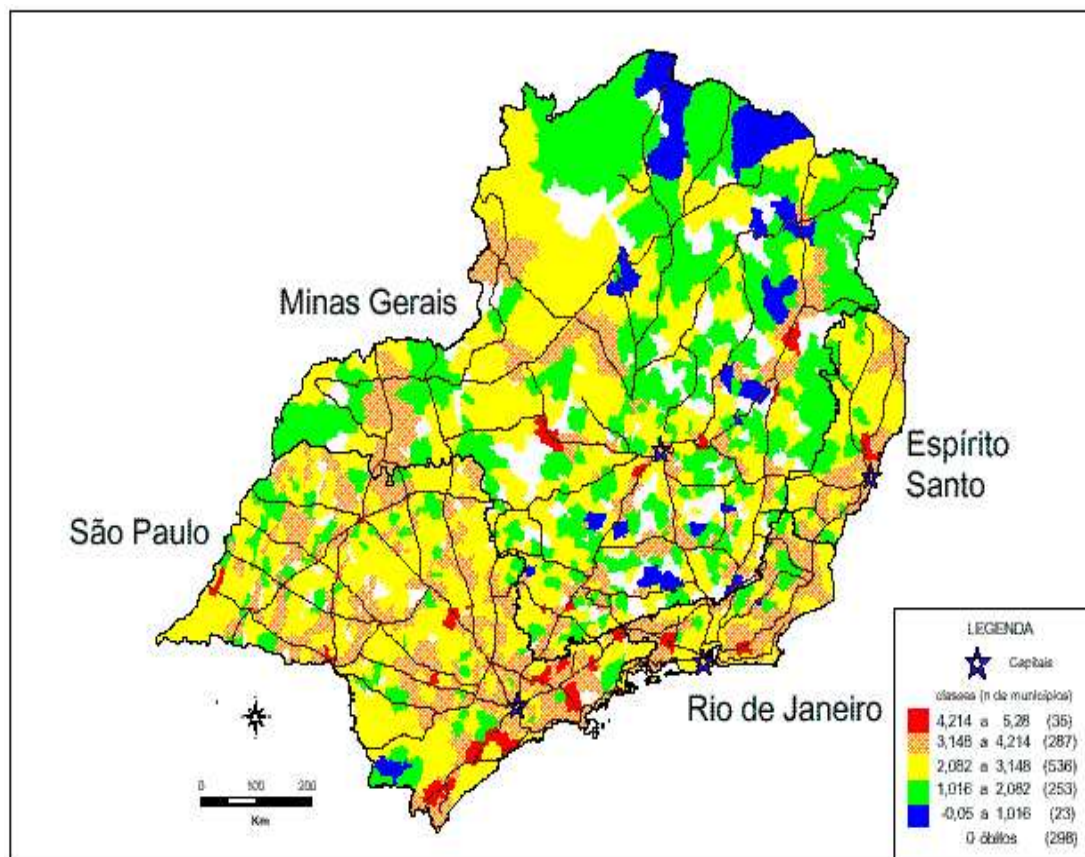 Minas Gerais
Espírito
Santo
São Paulo
Rio de Janeiro
LEGENDA
Capitais
classes (n de municípios)
4,214 a 5,28 (35)
3,148 a 4,214 (287)
2,082 a 3,148 (536)
1,016 a 2,082 (253)
-0,05 a 1,016 (23)
0 óbitos (298)
0 100 200
Km